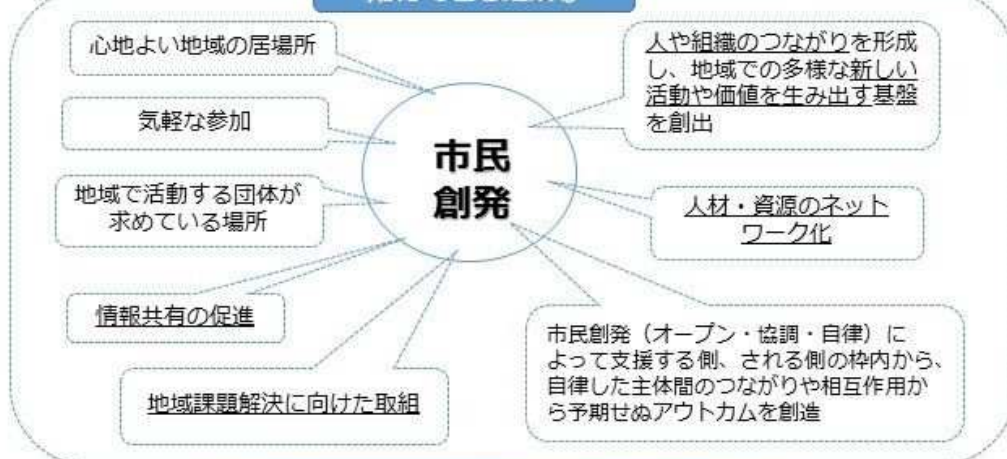 心地よい地域の居場所
気軽な参加
地域で活動する団体が
求めている場所
情報共有の促進
地域課題解決に向けた取組
市民
創発
人や組織のつながりを形成
し、地域での多様な新しい
活動や価値を生み出す基盤
を創出
人材・資源のネット
ワーク化
市民創発（オープン・協調・自律）に
よって支援する側、される側の枠内から、
自律した主体間のつながりや相互作用か
ら予期せぬアウトカムを創造